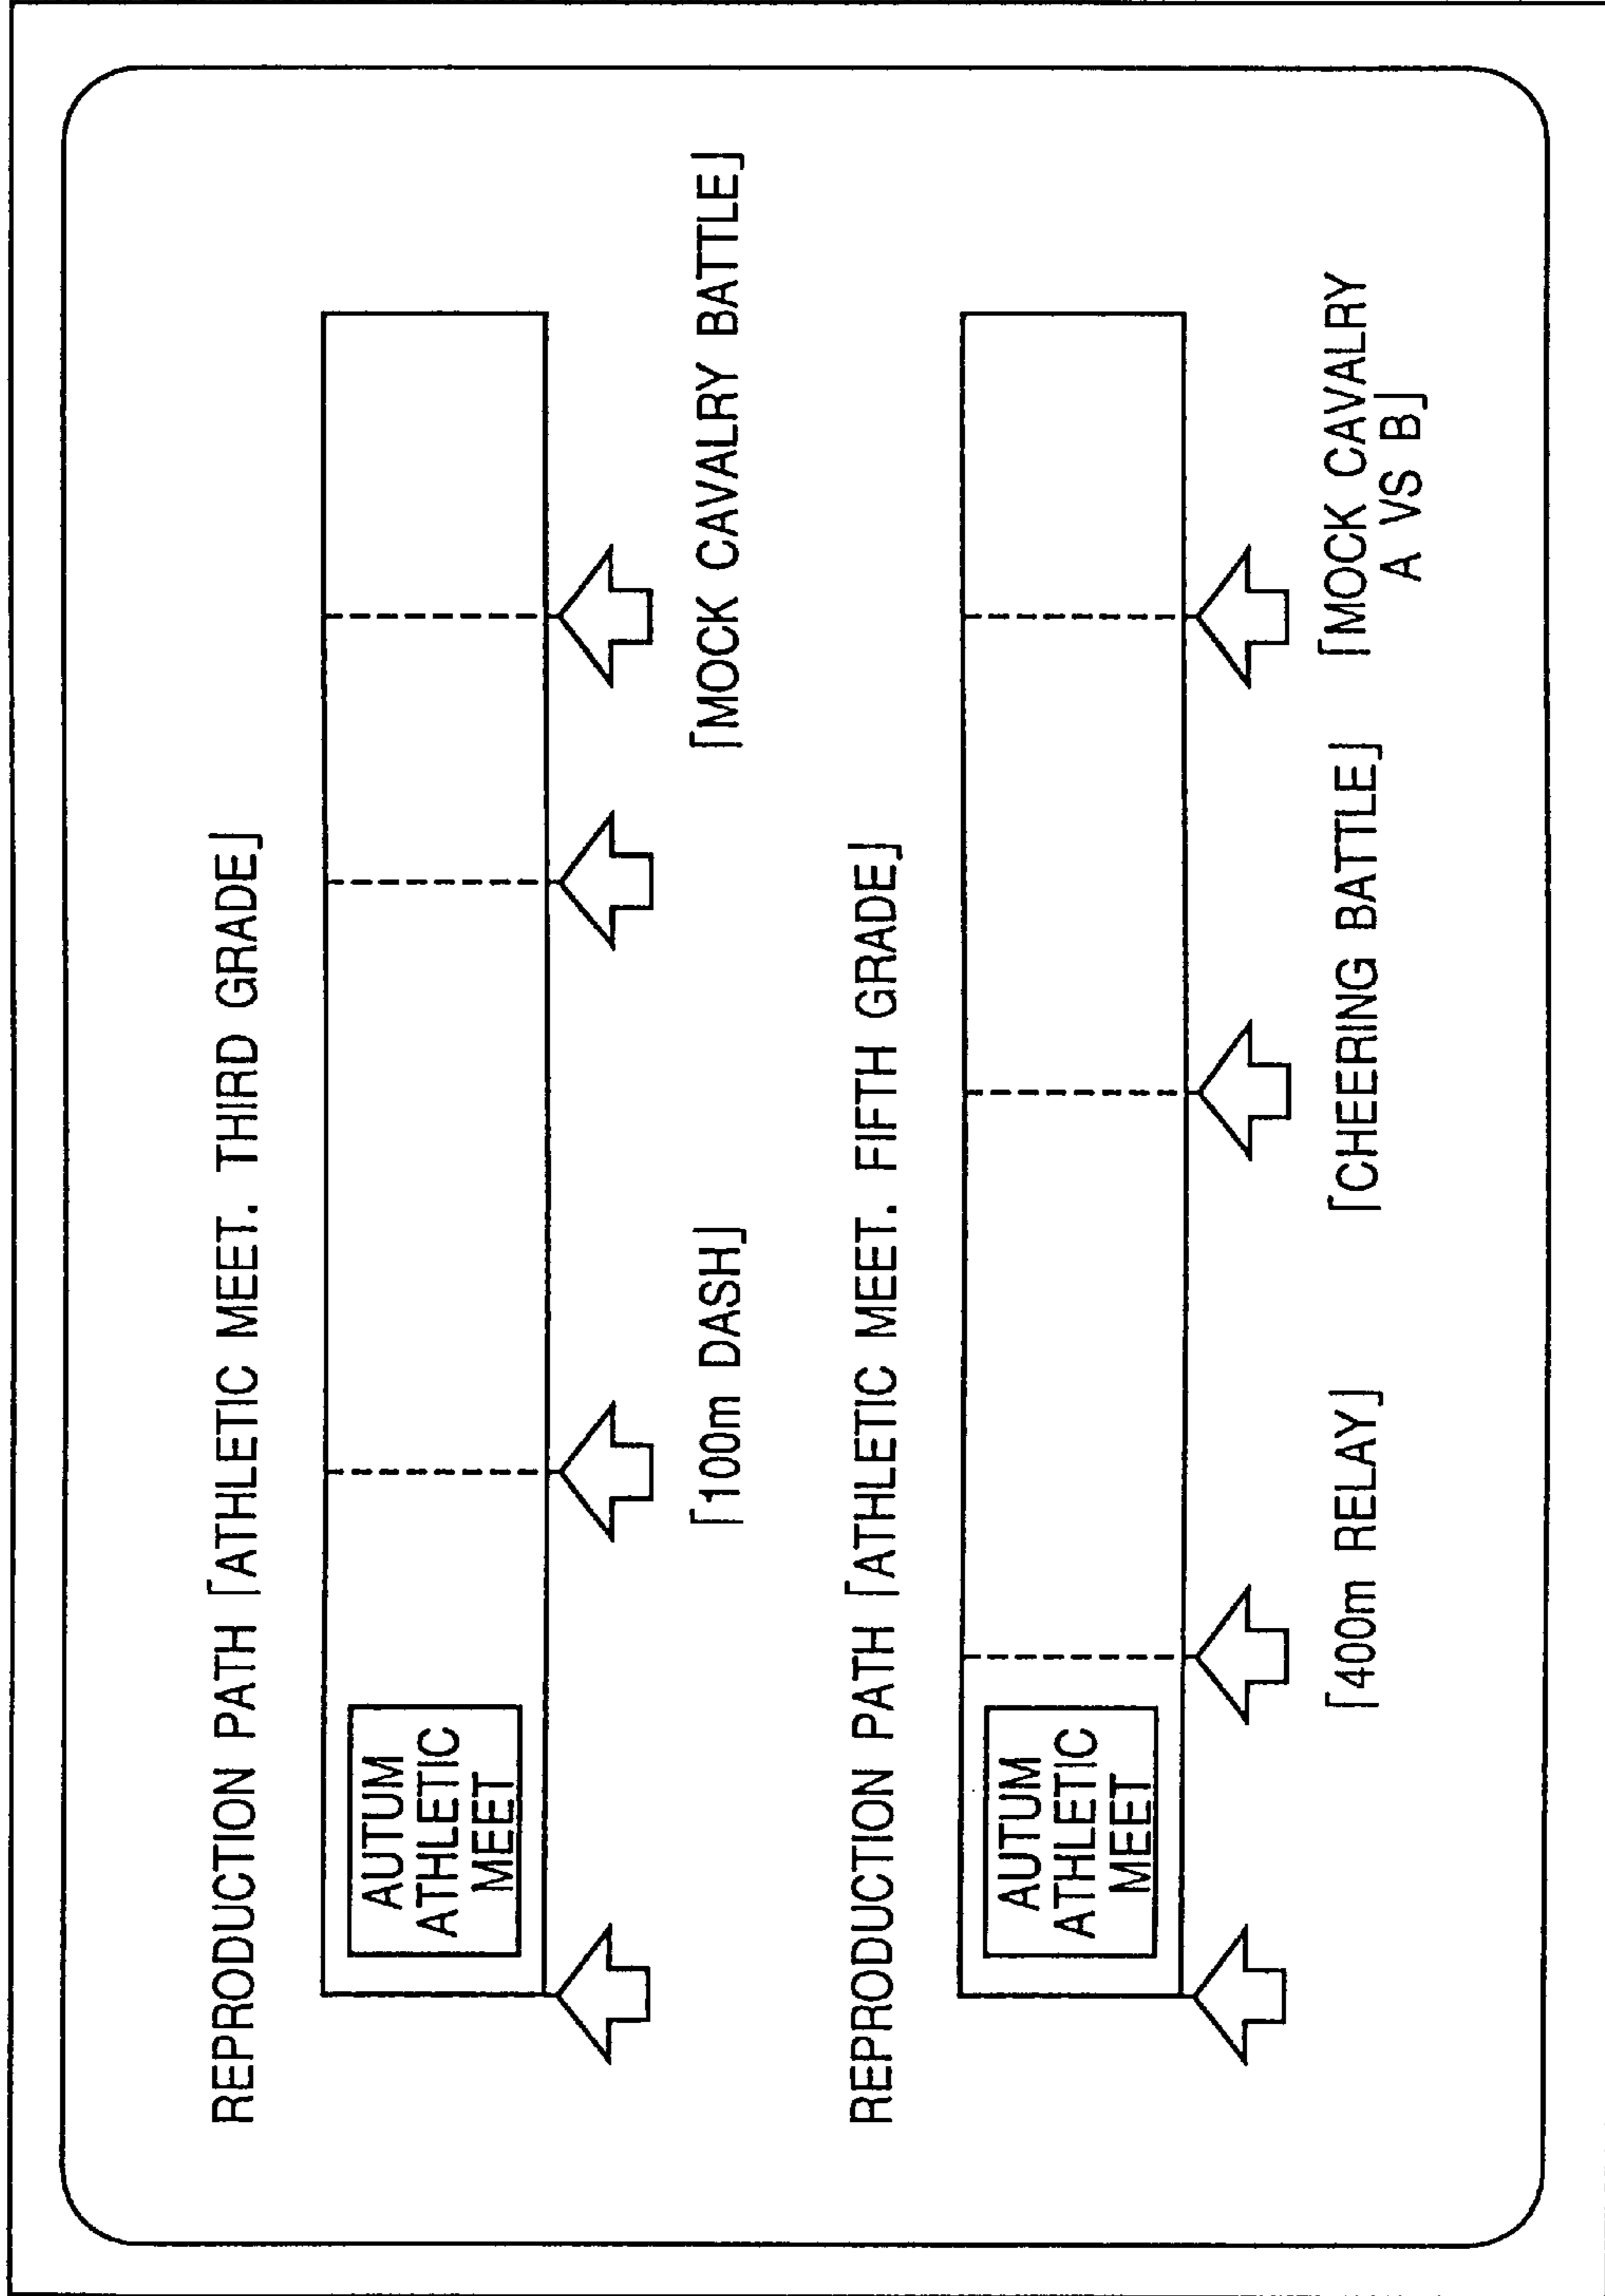 REPRODUCTION PATH ⌈ATHLETIC MEET. THIRD GRADE⌋
AUTUM
ATHLETIC
MEET
⌈100m DASH⌋
⌈MOCK CAVALRY BATTLE⌋
REPRODUCTION PATH ⌈ATHLETIC MEET. FIFTH GRADE⌋
AUTUM
ATHLETIC
MEET
⌈400m RELAY⌋
⌈CHEERING BATTLE⌋
⌈MOCK CAVALRY
A VS B⌋